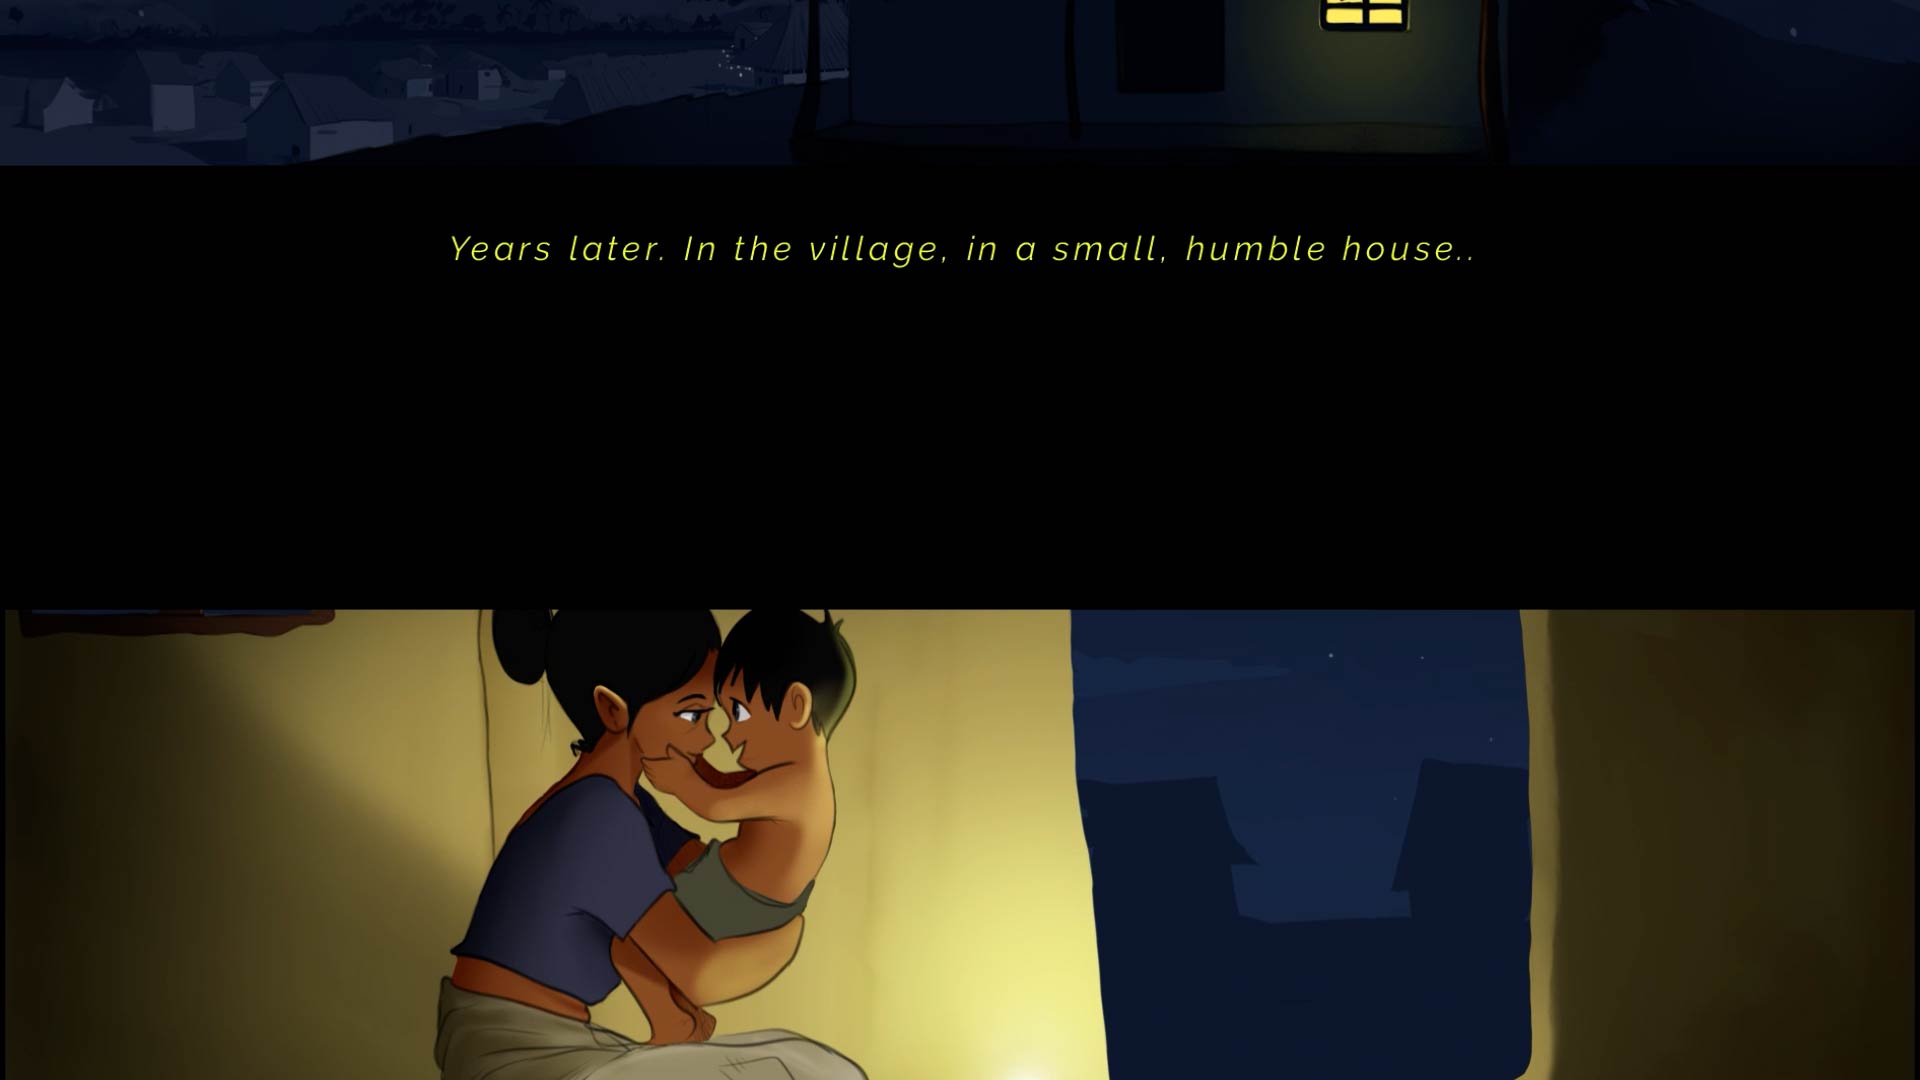 Years later. In the village, in a small, humble house..